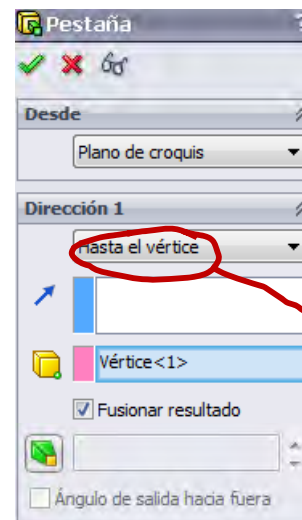 Pestaña ?
Desde
Plano de croquis
Dirección 1
Hasta el vértice
Vértice<1>
Fusionar resultado
Ángulo de salida hacia fuera